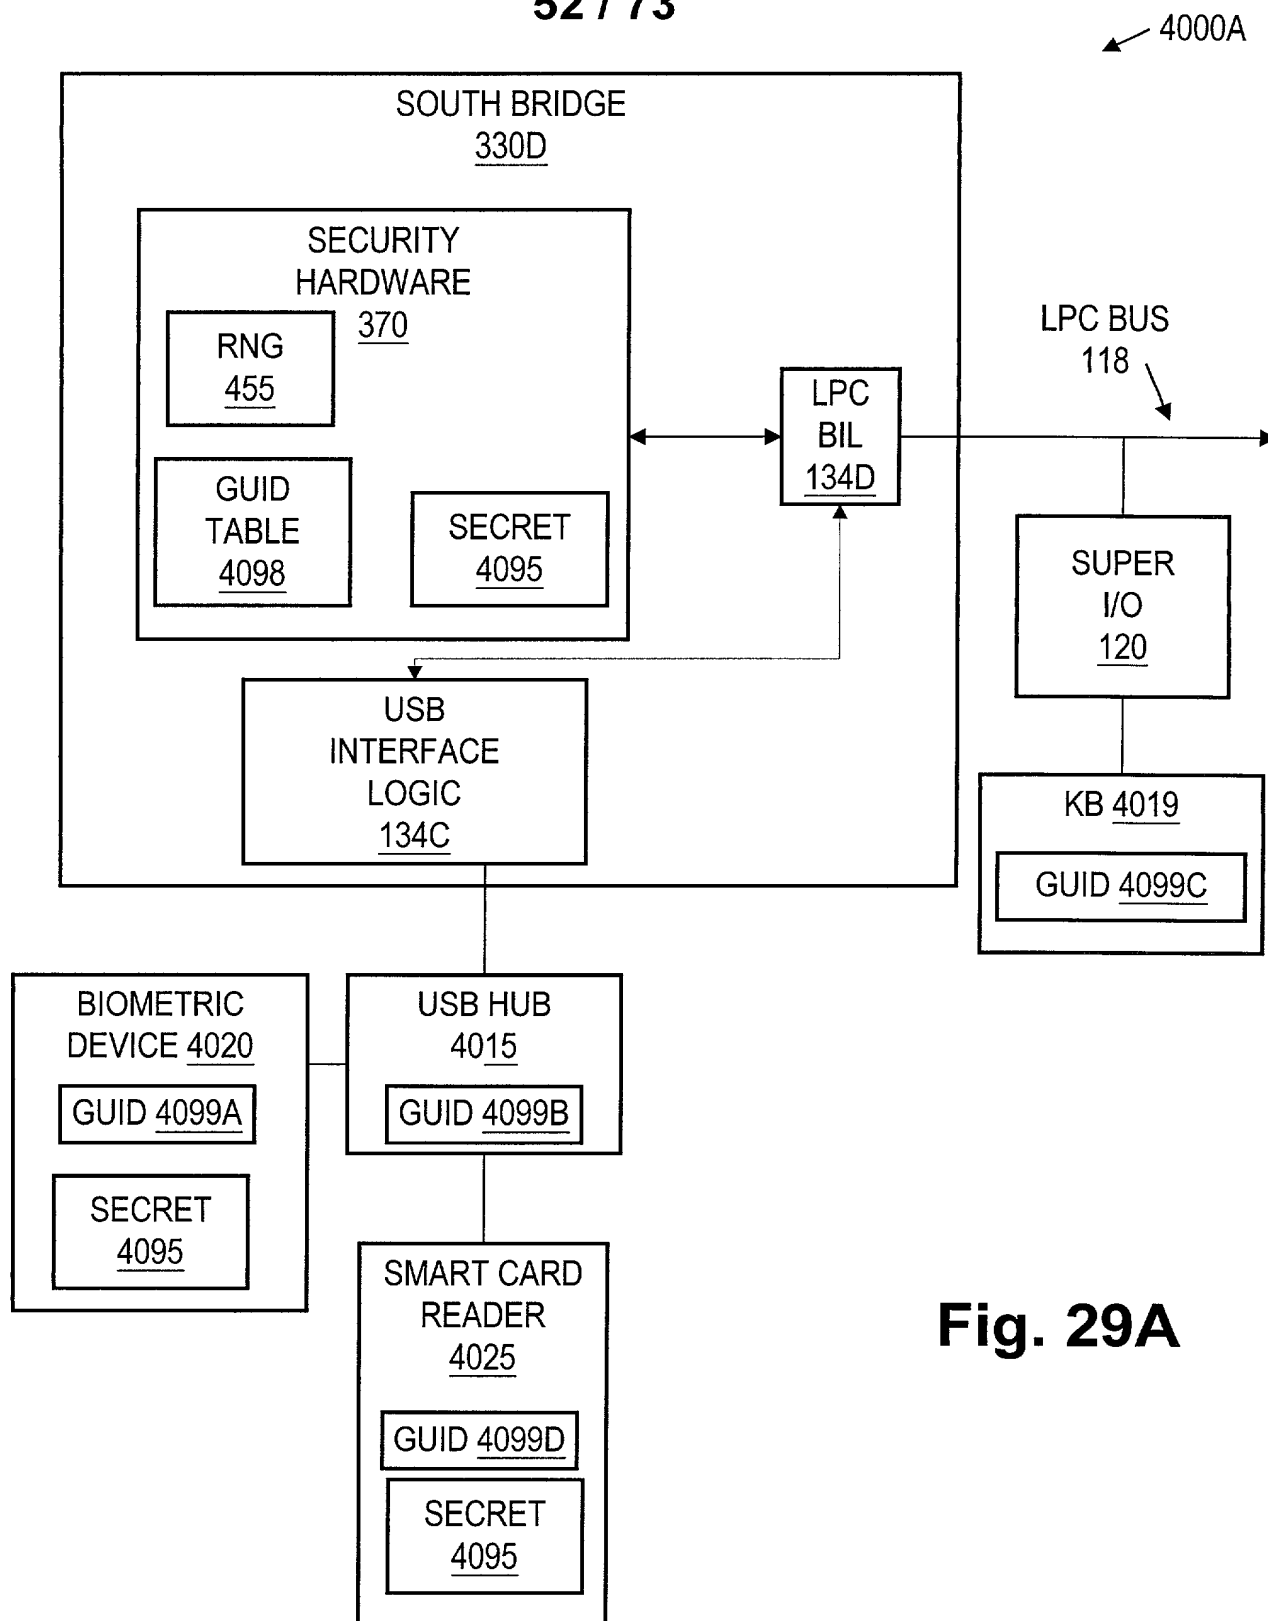 52 / 73
4000A
SOUTH BRIDGE
330D
SECURITY
HARDWARE
370
RNG
455
GUID
TABLE
4098
SECRET
4095
LPC
BIL
134D
LPC BUS
118
SUPER
I/O
120
KB 4019
GUID 4099C
USB
INTERFACE
LOGIC
134C
BIOMETRIC
DEVICE 4020
GUID 4099A
SECRET
4095
USB HUB
4015
GUID 4099B
SMART CARD
READER
4025
GUID 4099D
SECRET
4095
Fig. 29A